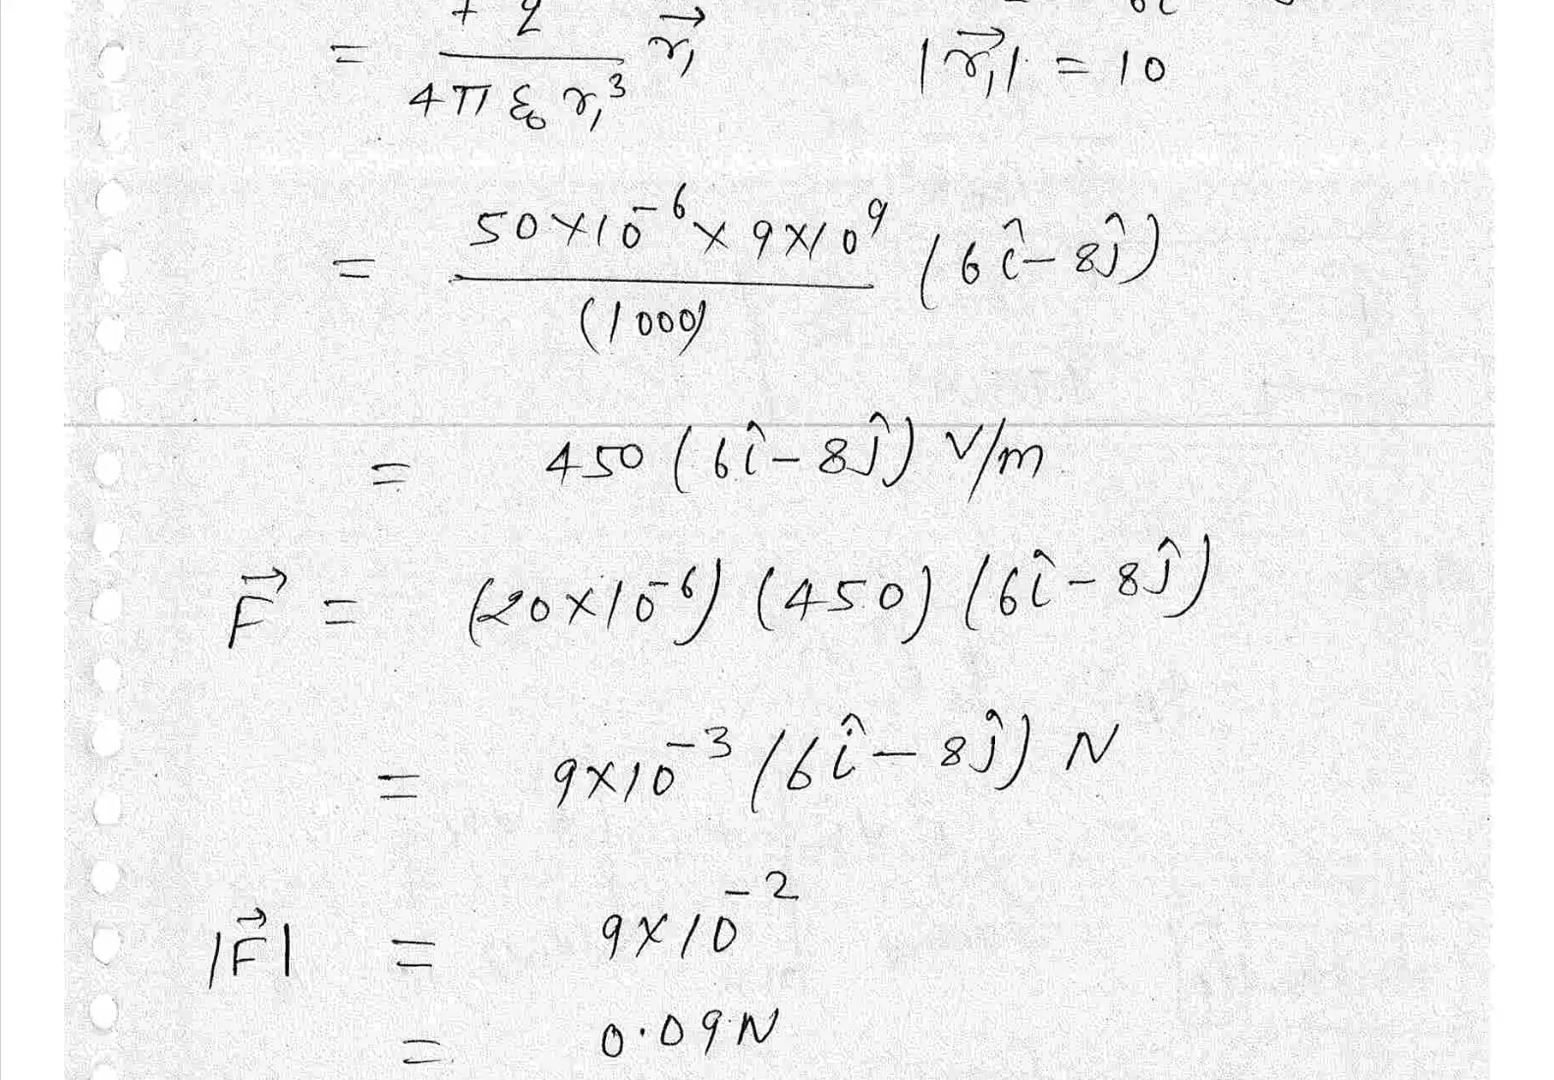 = + q / 4π ε₀ r₁³ r⃗₁ |r⃗₁| = 10
= 50×10⁻⁶ × 9×10⁹ / (1000) (6î − 8ĵ)
= 450 (6î − 8ĵ) V/m
F⃗ = (20×10⁻⁶) (450) (6î − 8ĵ)
= 9×10⁻³ (6î − 8ĵ) N
|F⃗| = 9×10⁻²
= 0.09 N